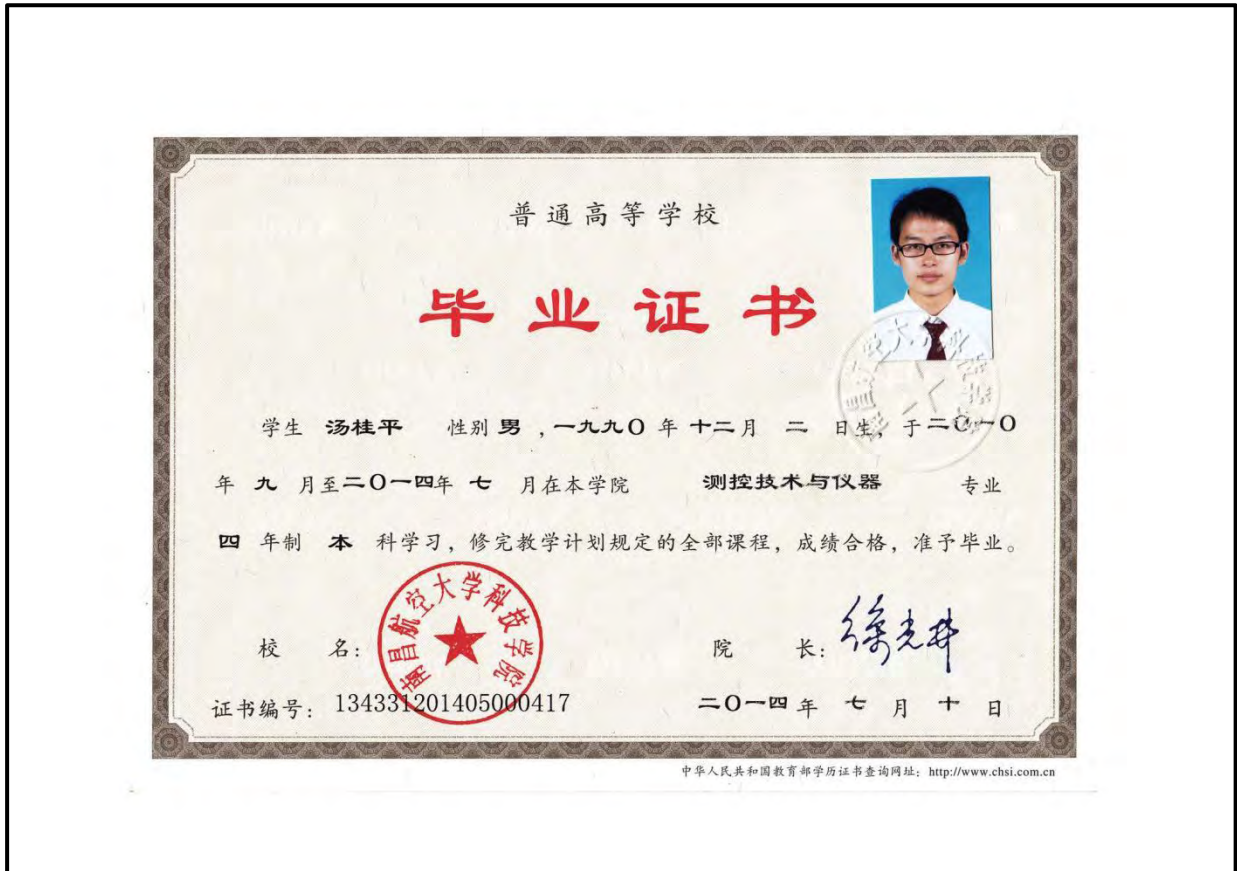 普通高等学校
毕业证书
学生 汤桂平 性别 男 ,一九九〇 年 十二 月 二 日生, 于二〇一〇
年 九 月至二〇一四年 七 月在本学院 测控技术与仪器 专业
四 年制 本 科学习, 修完教学计划规定的全部课程, 成绩合格, 准予毕业。
南昌航空大学科技学院
校 名: 院 长: 徐光井
证书编号: 134331201405000417 二〇一四 年 七 月 十 日
中华人民共和国教育部学历证书查询网址: http://www.chsi.com.cn